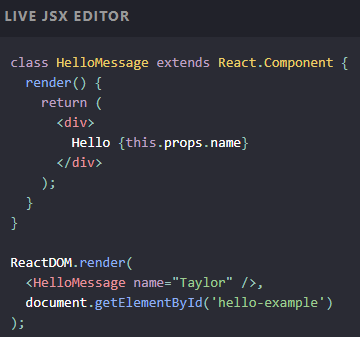 LIVE JSX EDITOR
class HelloMessage extends React.Component {
  render() {
    return (
      <div>
        Hello {this.props.name}
      </div>
    );
  }
}

ReactDOM.render(
  <HelloMessage name="Taylor" />,
  document.getElementById('hello-example')
);